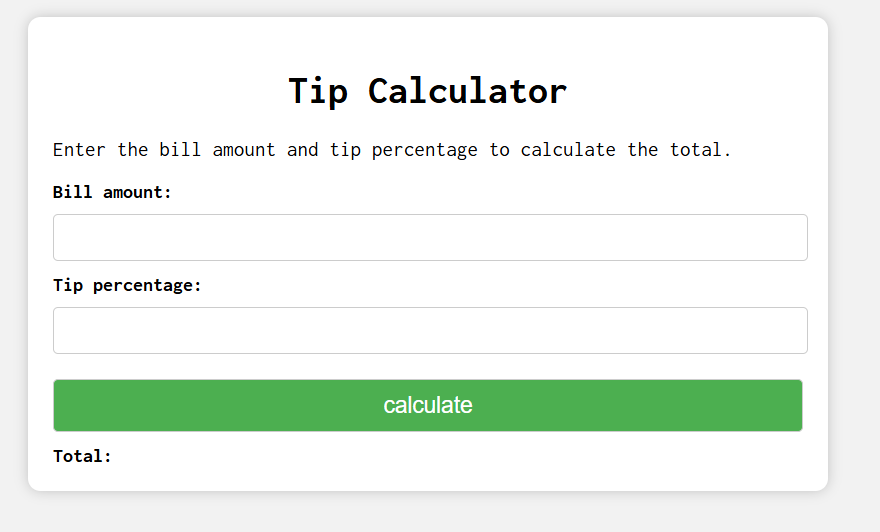 Tip Calculator
Enter the bill amount and tip percentage to calculate the total.
Bill amount:
Tip percentage:
calculate
Total: